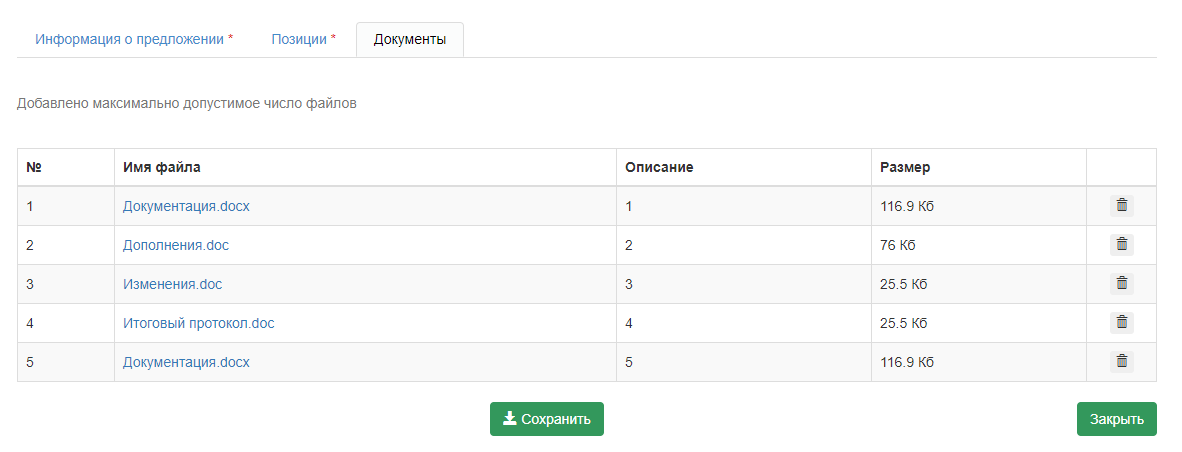 Информация о предложении * Позиции * Документы
Добавлено максимально допустимое число файлов
№ Имя файла Описание Размер
1 Документация.docx 1 116.9 Кб
2 Дополнения.doc 2 76 Кб
3 Изменения.doc 3 25.5 Кб
4 Итоговый протокол.doc 4 25.5 Кб
5 Документация.docx 5 116.9 Кб
Сохранить Закрыть